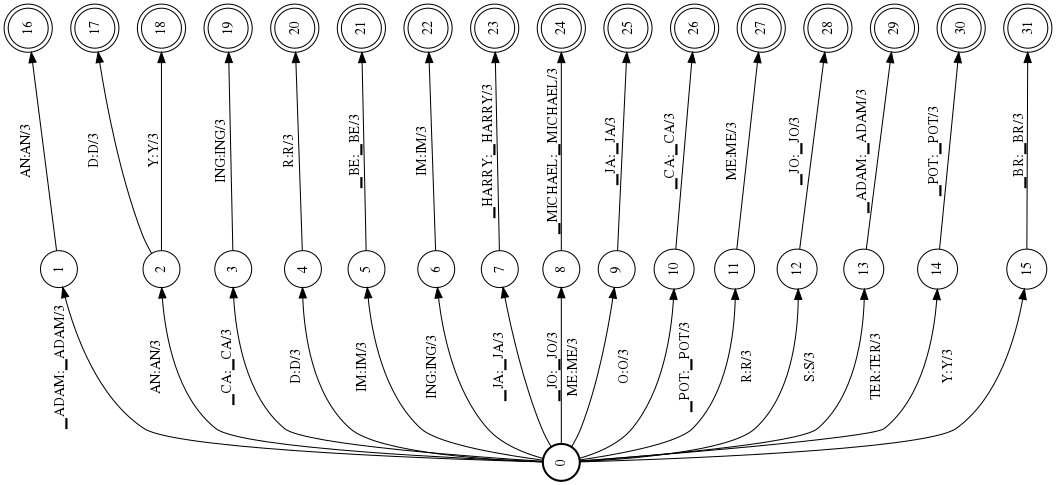 16 17 18 19 20 21 22 23 24 25 26 27 28 29 30 31
AN:AN/3
D:D/3
Y:Y/3
ING:ING/3
R:R/3
_BE:_BE/3
IM:IM/3
_HARRY:_HARRY/3
_MICHAEL:_MICHAEL/3
_JA:_JA/3
_CA:_CA/3
ME:ME/3
_JO:_JO/3
_ADAM:_ADAM/3
_POT:_POT/3
_BR:_BR/3
1 2 3 4 5 6 7 8 9 10 11 12 13 14 15
_ADAM:_ADAM/3
AN:AN/3
_CA:_CA/3
D:D/3
IM:IM/3
ING:ING/3
_JA:_JA/3
_JO:_JO/3
ME:ME/3
O:O/3
_POT:_POT/3
R:R/3
S:S/3
TER:TER/3
Y:Y/3
0